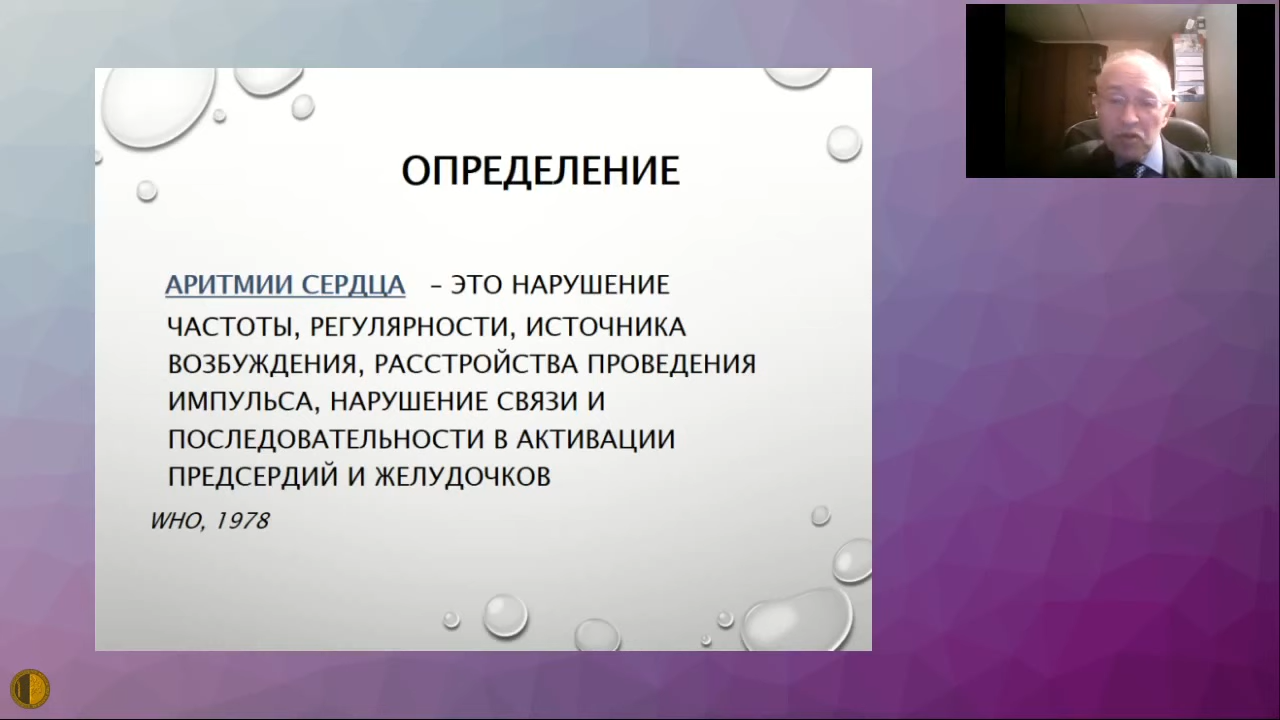 ОПРЕДЕЛЕНИЕ
АРИТМИИ СЕРДЦА – ЭТО НАРУШЕНИЕ
ЧАСТОТЫ, РЕГУЛЯРНОСТИ, ИСТОЧНИКА
ВОЗБУЖДЕНИЯ, РАССТРОЙСТВА ПРОВЕДЕНИЯ
ИМПУЛЬСА, НАРУШЕНИЕ СВЯЗИ И
ПОСЛЕДОВАТЕЛЬНОСТИ В АКТИВАЦИИ
ПРЕДСЕРДИЙ И ЖЕЛУДОЧКОВ
WHO, 1978